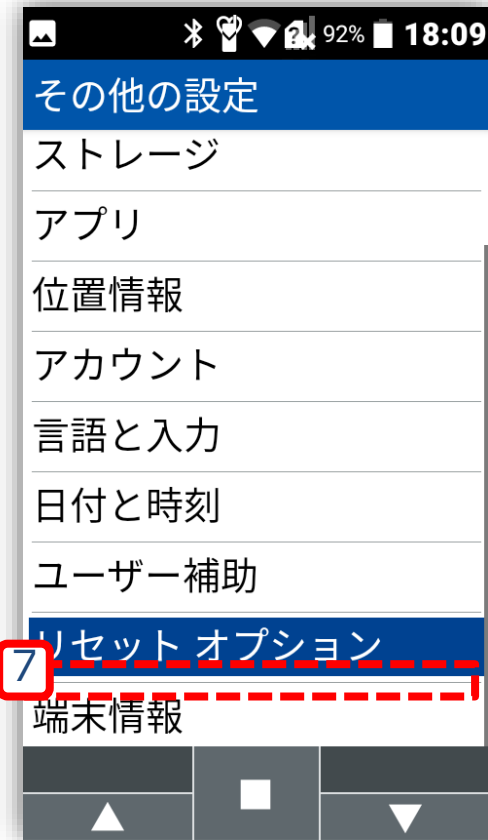 92% 18:09
その他の設定
ストレージ
アプリ
位置情報
アカウント
言語と入力
日付と時刻
ユーザー補助
リセット オプション
7
端末情報